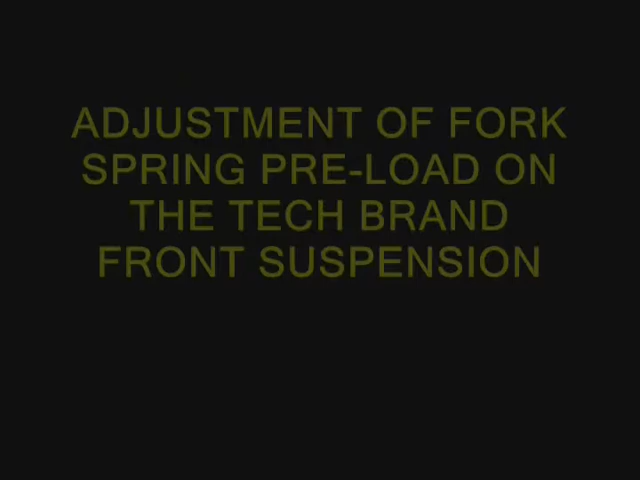 ADJUSTMENT OF FORK
SPRING PRE-LOAD ON
THE TECH BRAND
FRONT SUSPENSION